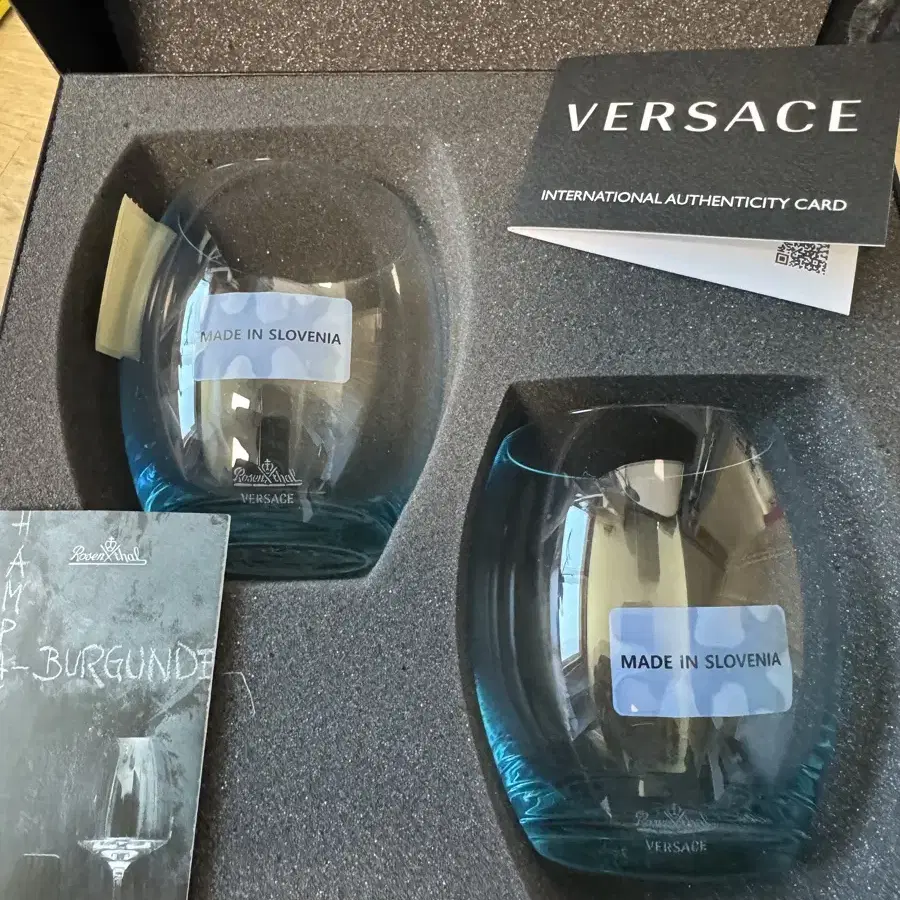 VERSACE
INTERNATIONAL AUTHENTICITY CARD
MADE IN SLOVENIA
Rosenthal
VERSACE
Rosenthal
H
A
M
P
A-BURGUNDE
MADE IN SLOVENIA
Rosenthal
VERSACE